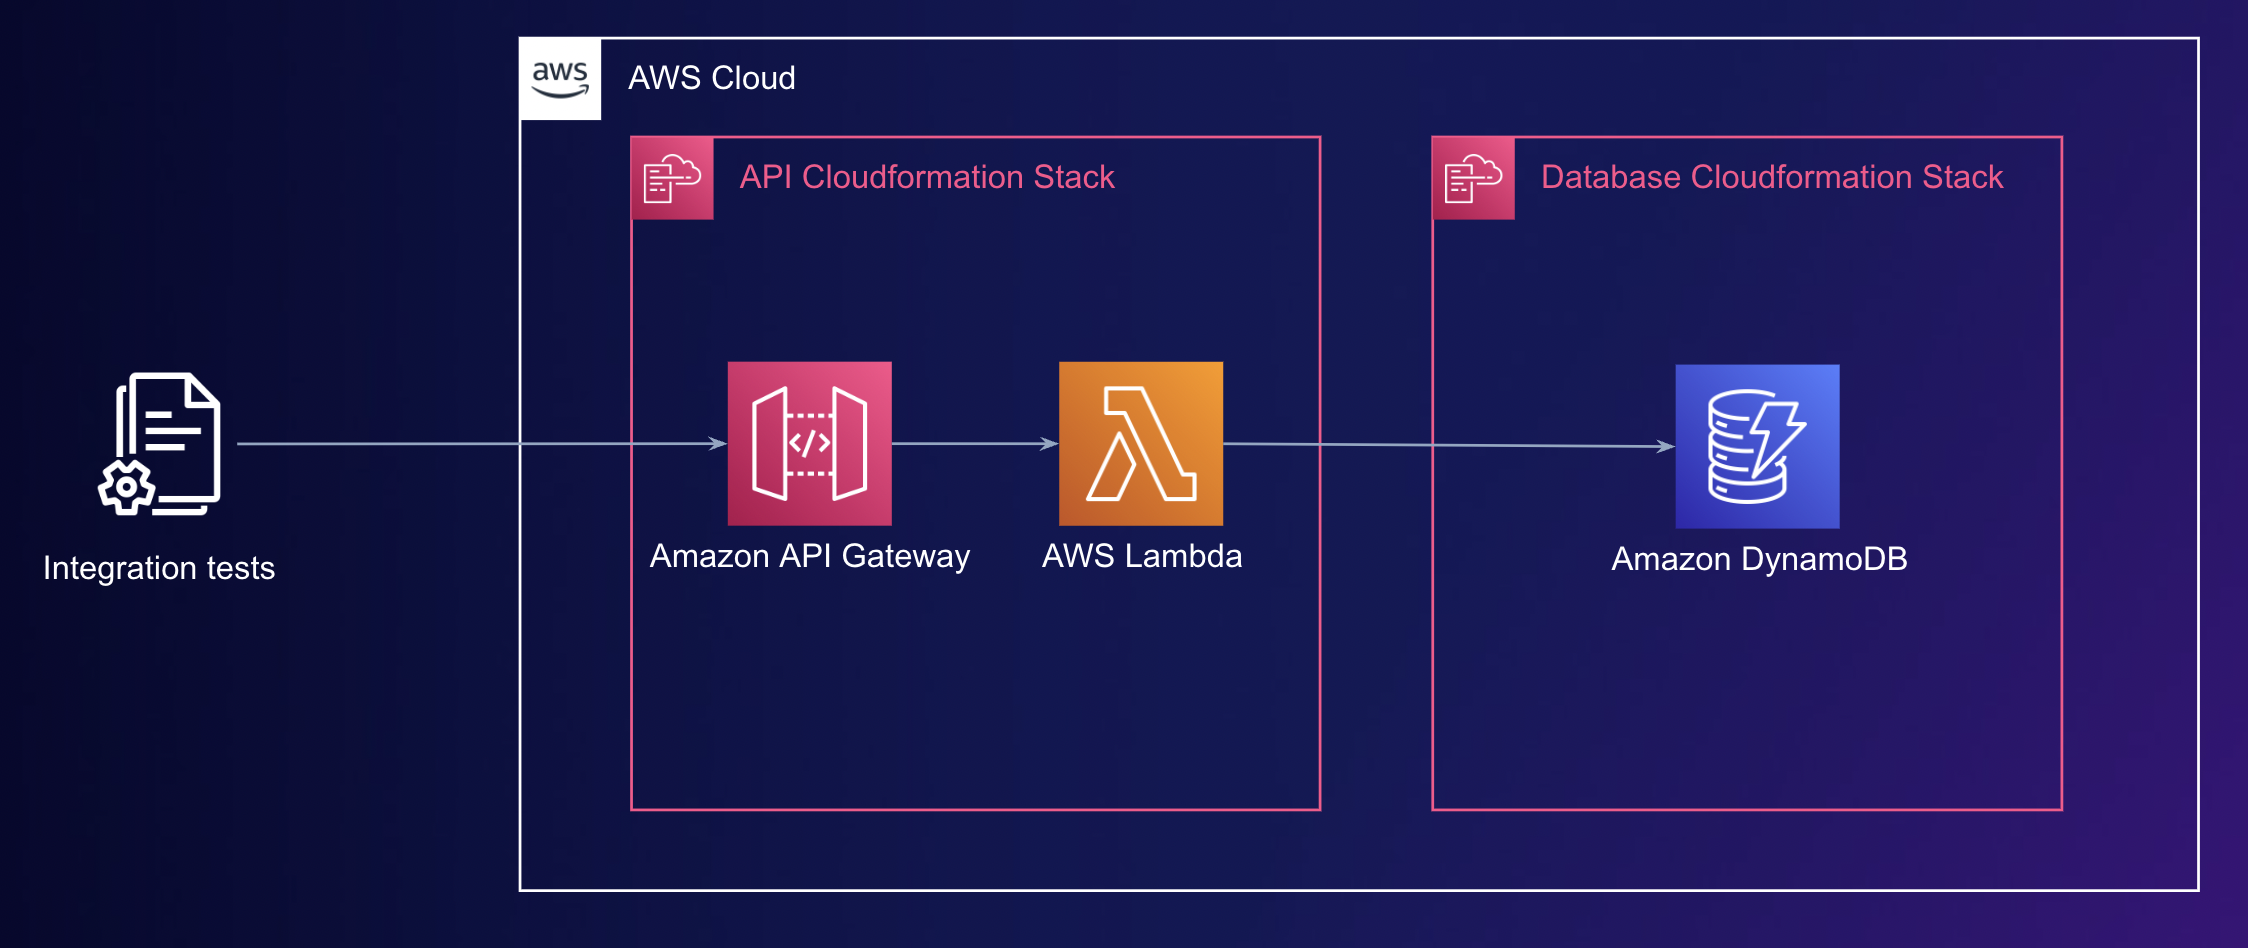 aws
AWS Cloud
API Cloudformation Stack
Database Cloudformation Stack
</>
Integration tests
Amazon API Gateway
AWS Lambda
Amazon DynamoDB